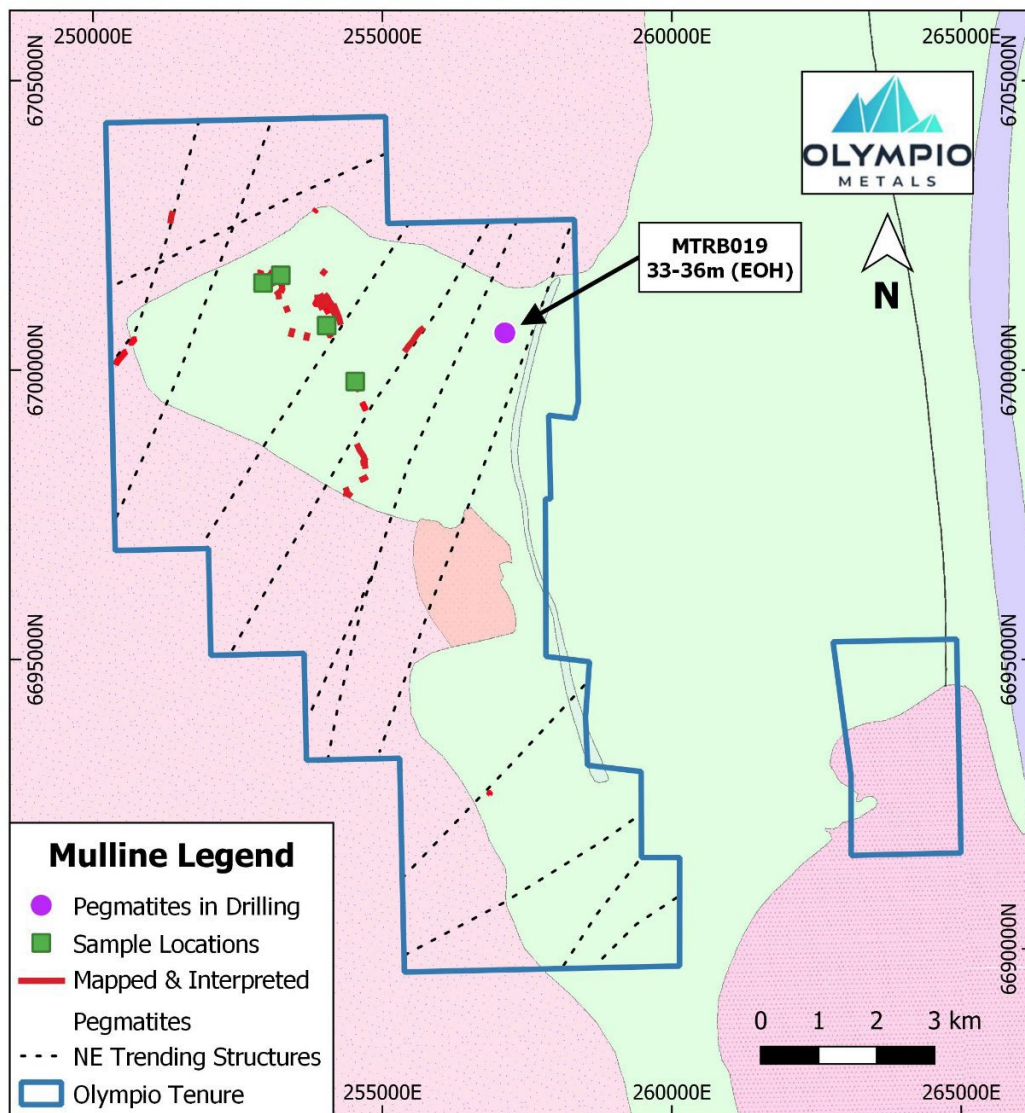 250000E
255000E
260000E
265000E
6705000N
6705000N
OLYMPIO
METALS
MTRB019
33-36m (EOH)
N
6700000N
6700000N
6695000N
6695000N
Mulline Legend
Pegmatites in Drilling
Sample Locations
Mapped & Interpreted
Pegmatites
NE Trending Structures
Olympio Tenure
6690000N
0 1 2 3 km
255000E
260000E
265000E